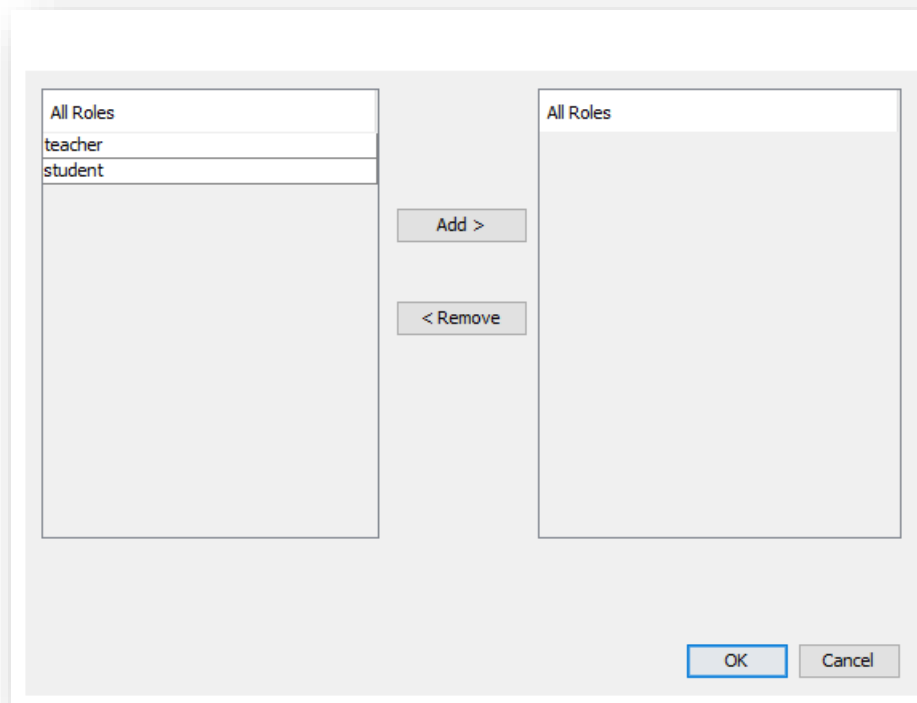 All Roles
teacher
student
Add >
< Remove
All Roles
OK
Cancel